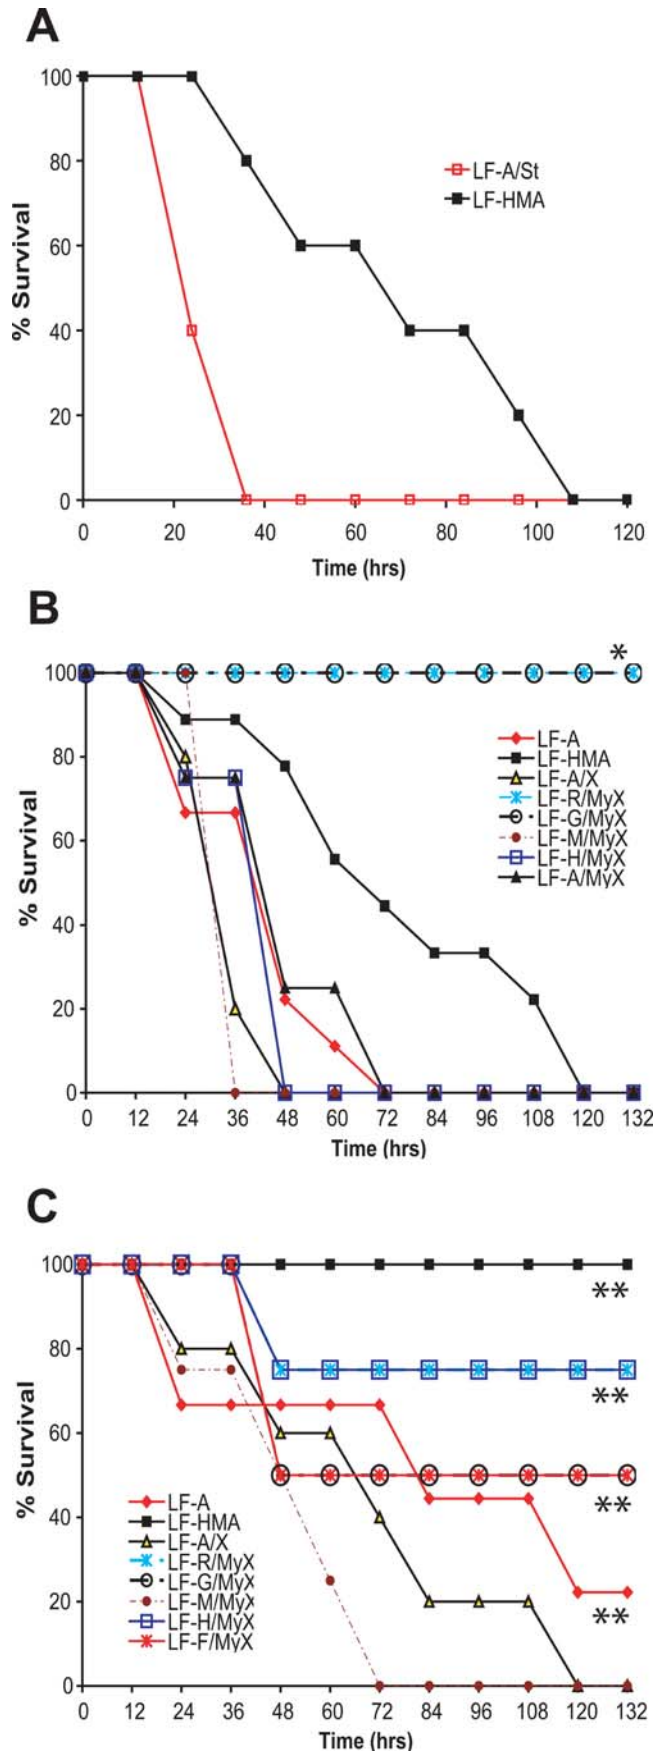 A
100
80
60
40
20
0
% Survival
LF-A/St
LF-HMA
0 20 40 60 80 100 120
Time (hrs)
B
*
100
80
60
40
20
0
% Survival
LF-A
LF-HMA
LF-A/X
LF-R/MyX
LF-G/MyX
LF-M/MyX
LF-H/MyX
LF-A/MyX
0 12 24 36 48 60 72 84 96 108 120 132
Time (hrs)
C
100
80
60
40
20
0
% Survival
**
**
**
**
LF-A
LF-HMA
LF-A/X
LF-R/MyX
LF-G/MyX
LF-M/MyX
LF-H/MyX
LF-F/MyX
0 12 24 36 48 60 72 84 96 108 120 132
Time (hrs)